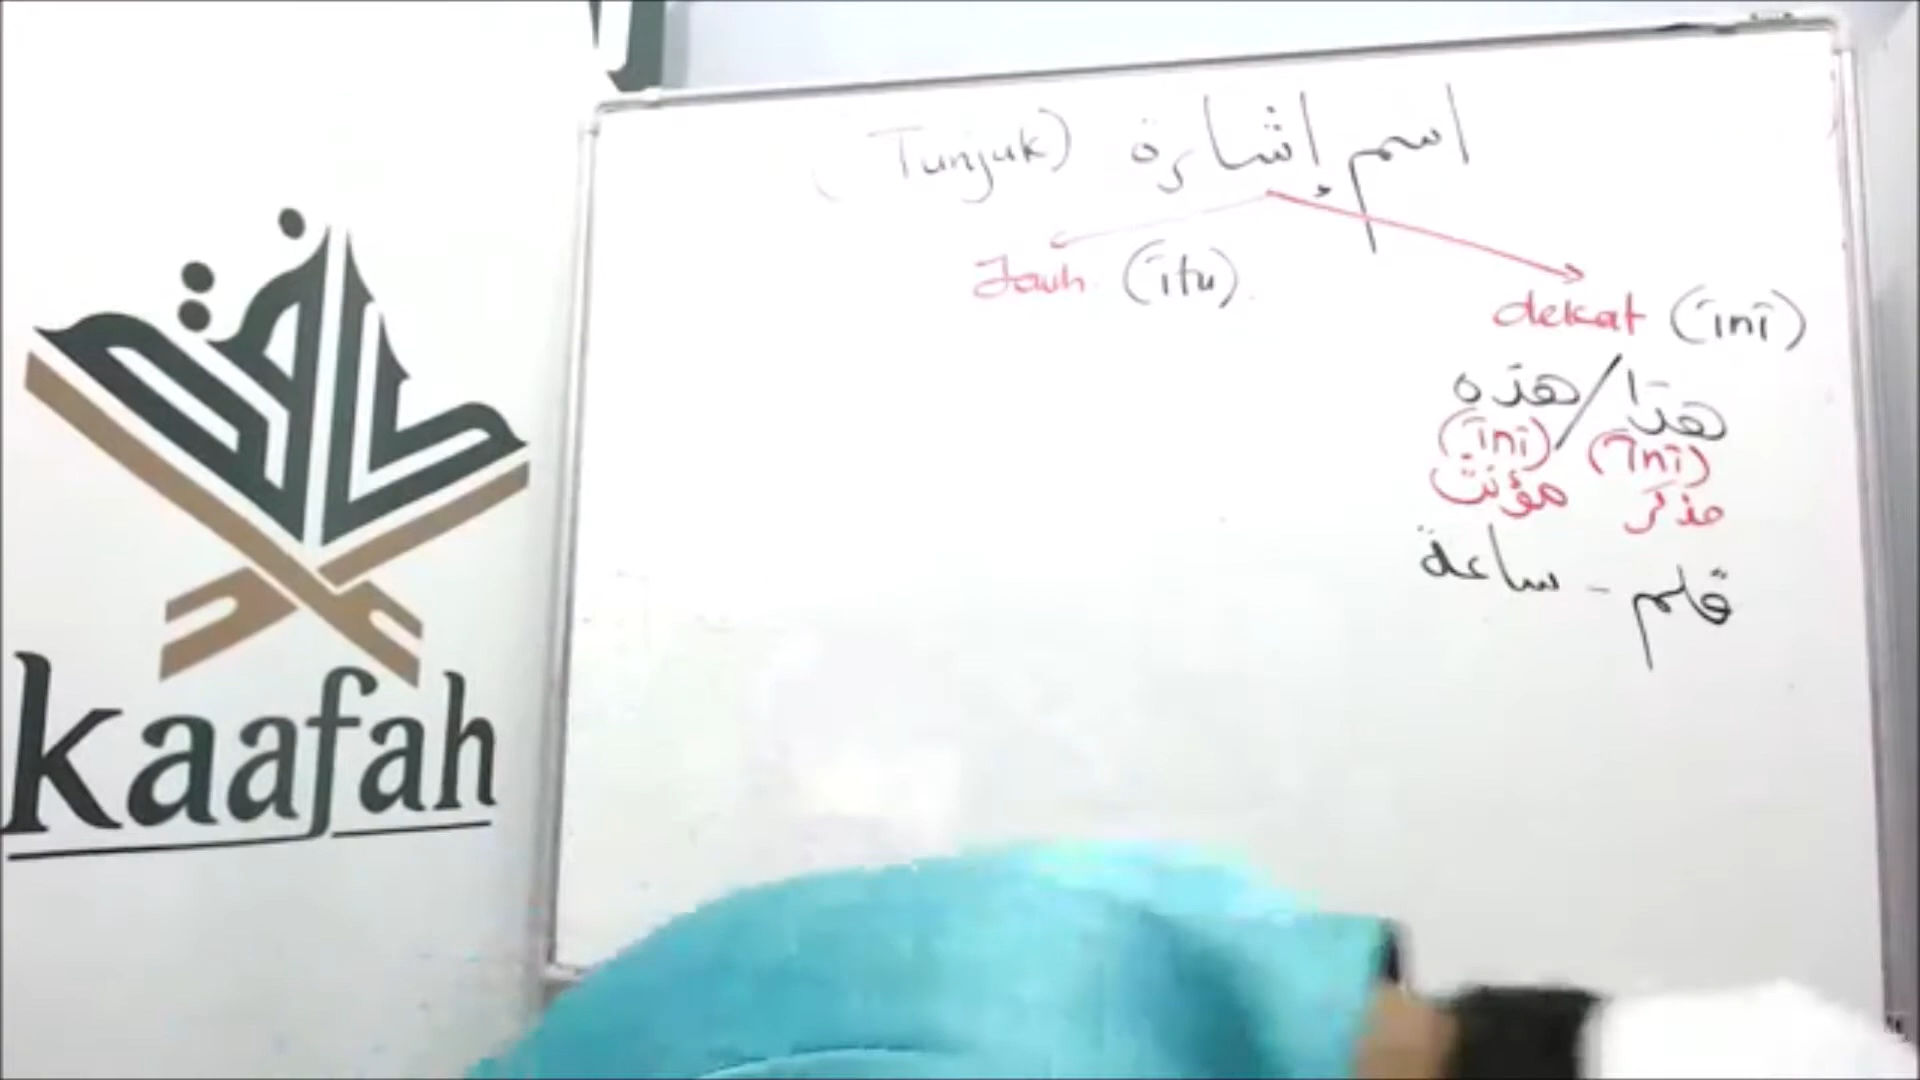 اسم إشارة (Tunjuk)
Jauh (itu)
dekat (ini)
هذا / هذه
(ini) (ini)
مذكر مؤنث
قلم - ساعة
kaafah